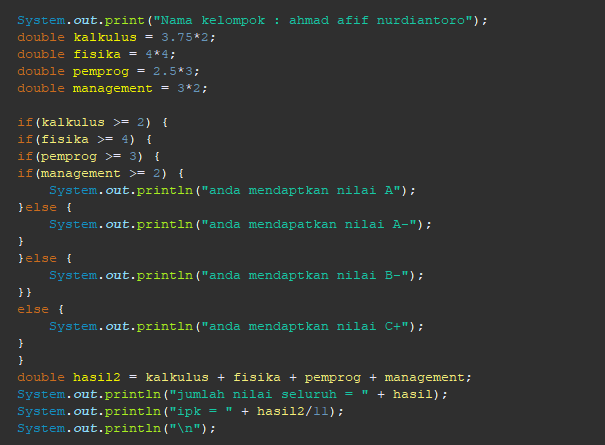 System.out.print("Nama kelompok : ahmad afif nurdiantoro");
double kalkulus = 3.75*2;
double fisika = 4*4;
double pemprog = 2.5*3;
double management = 3*2;
if(kalkulus >= 2) {
if(fisika >= 4) {
if(pemprog >= 3) {
if(management >= 2) {
System.out.println("anda mendaptkan nilai A");
}else {
System.out.println("anda mendapatkan nilai A-");
}
}else {
System.out.println("anda mendaptkan nilai B-");
}}
else {
System.out.println("anda mendaptkan nilai C+");
}
}
double hasil2 = kalkulus + fisika + pemprog + management;
System.out.println("jumlah nilai seluruh = " + hasil);
System.out.println("ipk = " + hasil2/11);
System.out.println("\n");